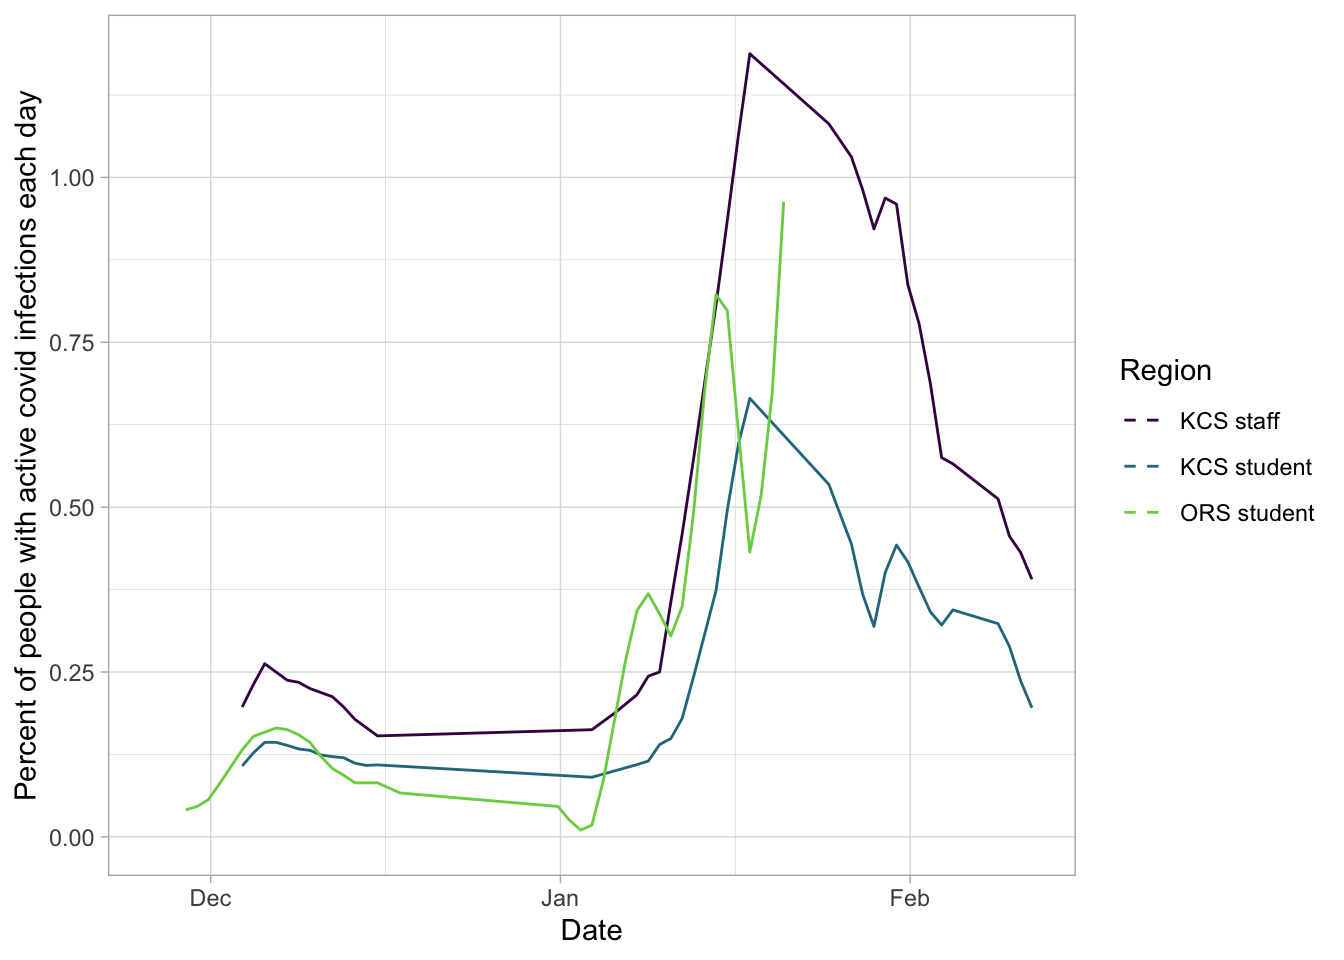 Percent of people with active covid infections each day
1.00
0.75
0.50
0.25
0.00
Dec
Jan
Feb
Date
Region
KCS staff
KCS student
ORS student